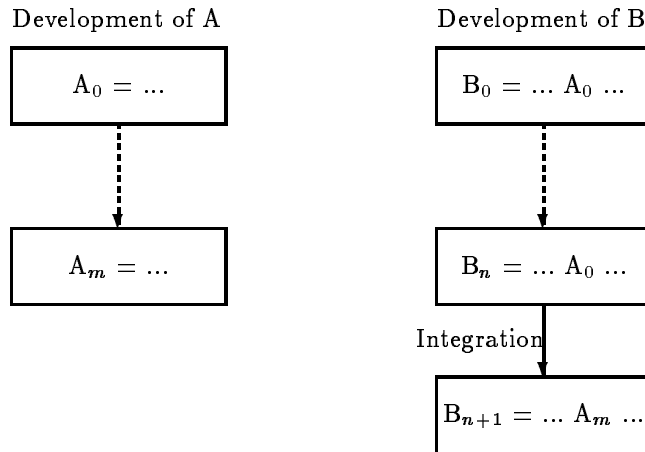 Development of A
A₀ = ...
Aₘ = ...
Development of B
B₀ = ... A₀ ...
Bₙ = ... A₀ ...
Integration
Bₙ₊₁ = ... Aₘ ...